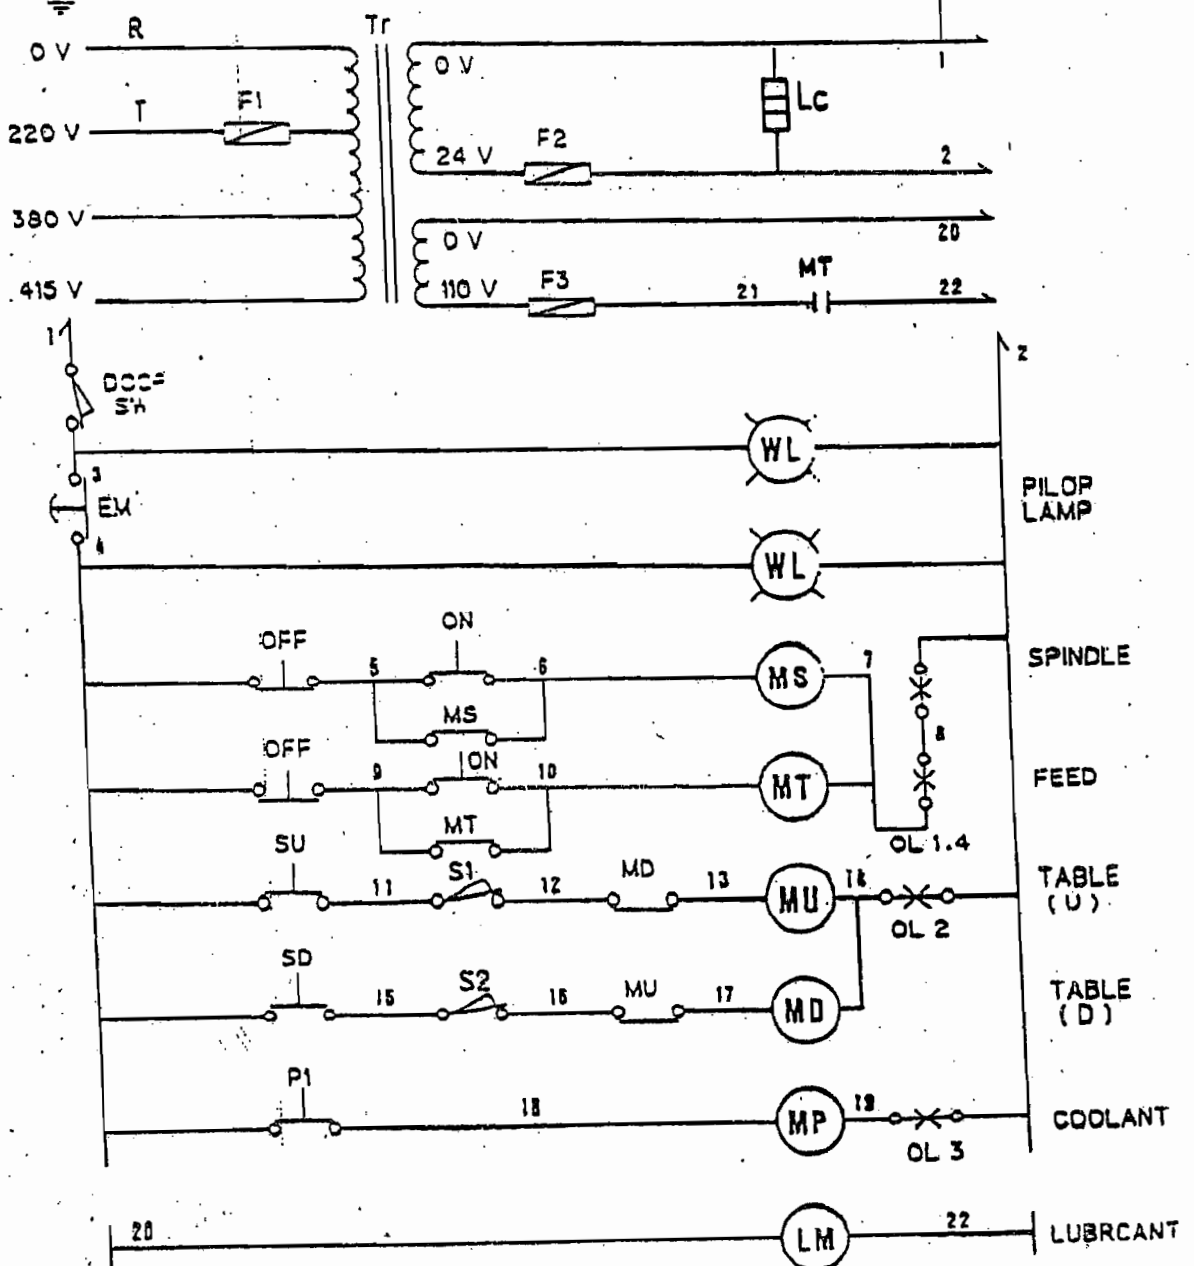 R Tr
0 V 0 V 1
T F1 Lc
220 V F2
24 V 2
380 V 0 V 20
F3 MT
415 V 110 V 21 22
1 2
WL
3
EM PILOP
LAMP
4
WL
ON
OFF
5 6 7 SPINDLE
MS
MS
OFF ON 8
9 10 MT FEED
MT
SU OL 1.4
S1 MD TABLE
11 12 13 MU 14 (U)
OL 2
SD S2 MU TABLE
15 16 17 MD (D)
P1
18 MP 19 COOLANT
OL 3
20 LM 22 LUBRCANT